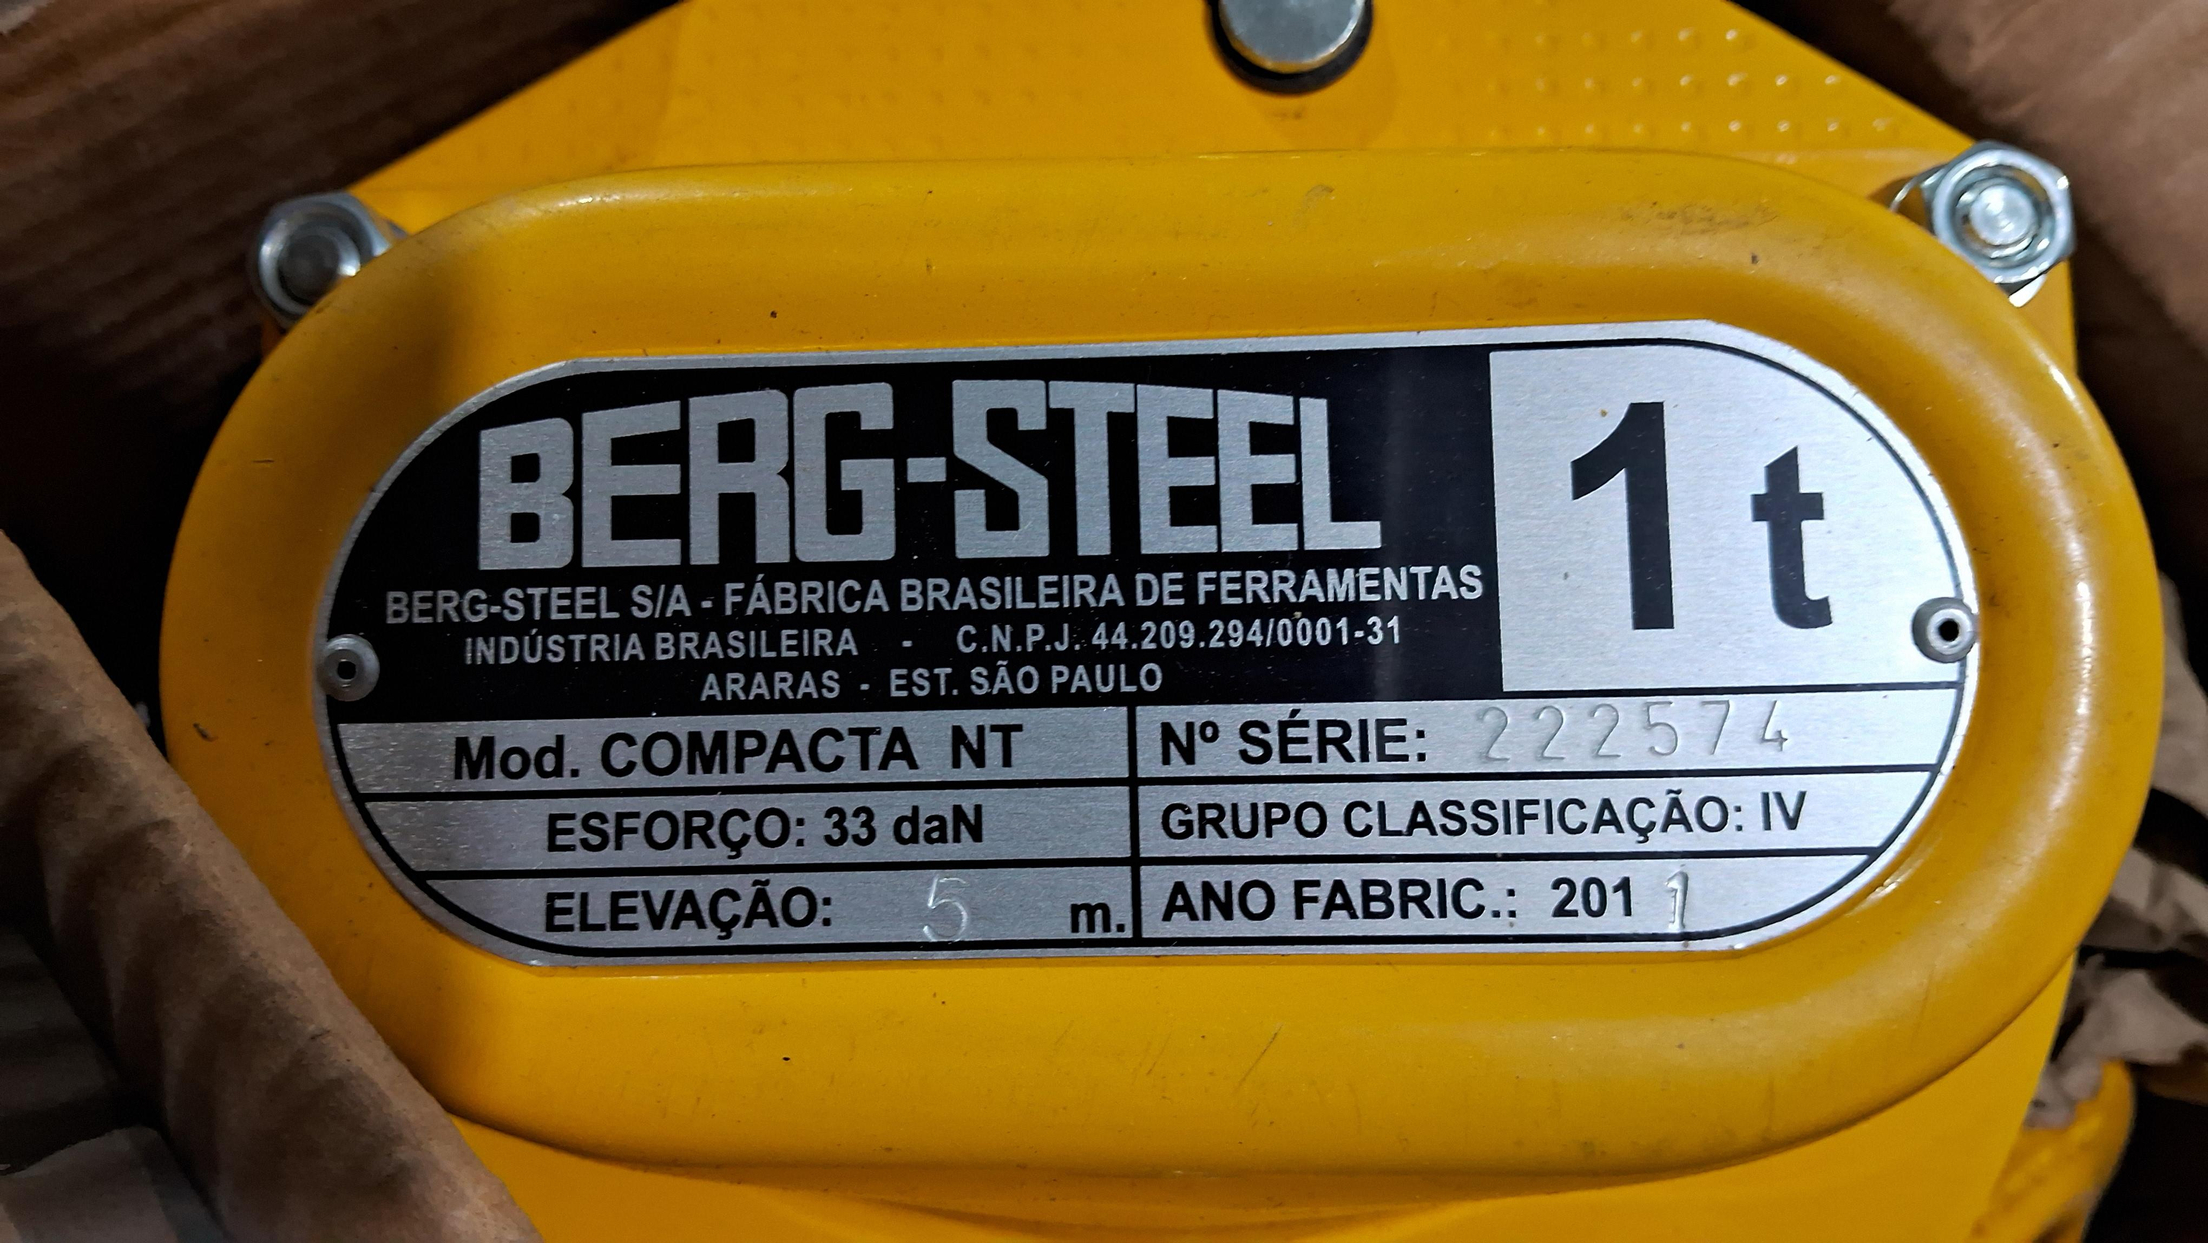 BERG-STEEL
1 t
BERG-STEEL S/A - FÁBRICA BRASILEIRA DE FERRAMENTAS
INDÚSTRIA BRASILEIRA - C.N.P.J. 44.209.294/0001-31
ARARAS - EST. SÃO PAULO
Mod. COMPACTA NT
Nº SÉRIE: 222574
ESFORÇO: 33 daN
GRUPO CLASSIFICAÇÃO: IV
ELEVAÇÃO: 5 m.
ANO FABRIC.: 2011